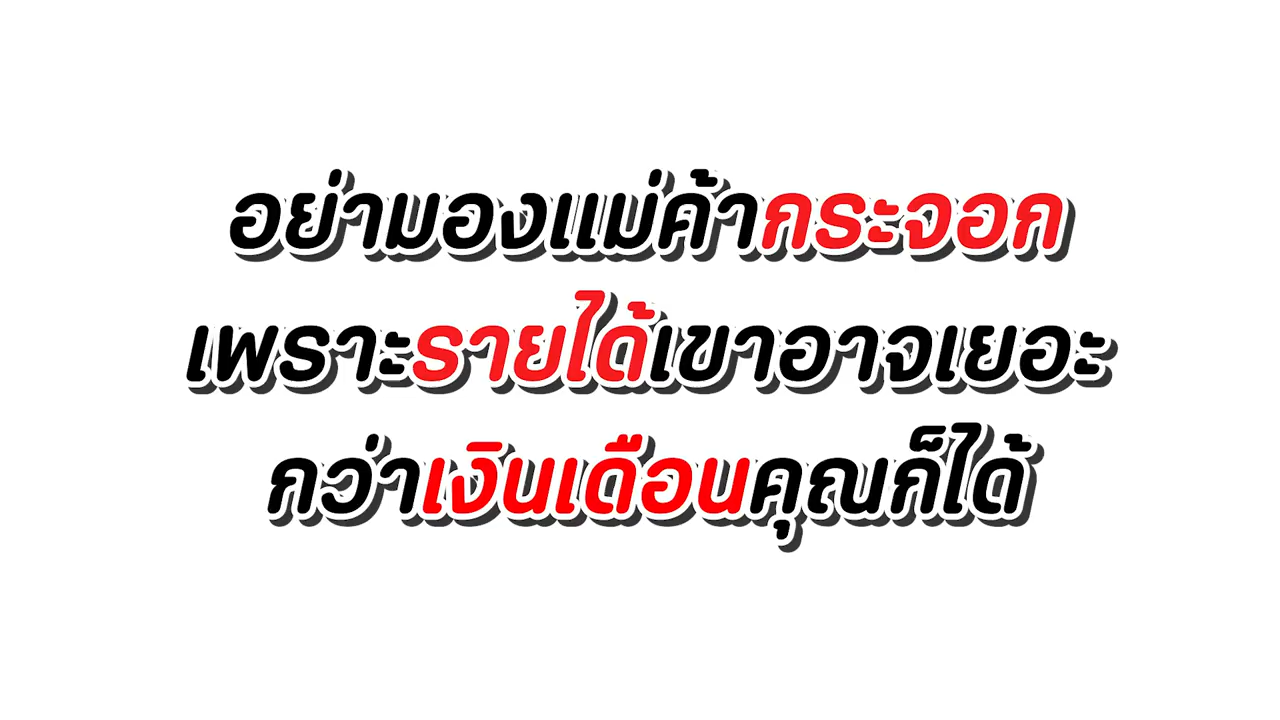 อย่ามองแม่ค้ากระจอก
เพราะรายได้เขาอาจเยอะ
กว่าเงินเดือนคุณก็ได้